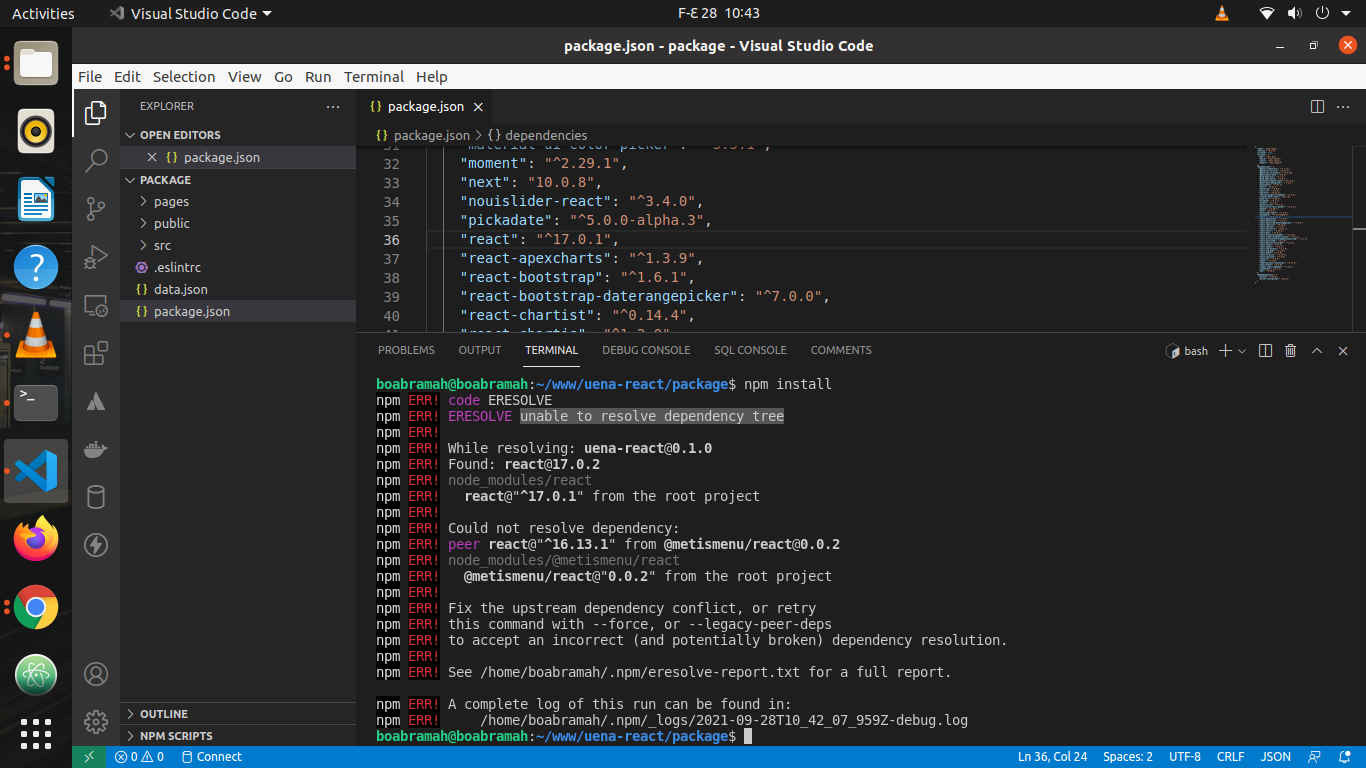 Activities
Visual Studio Code
F-Ɛ 28 10:43
package.json - package - Visual Studio Code
File Edit Selection View Go Run Terminal Help
EXPLORER
OPEN EDITORS
package.json
PACKAGE
pages
public
src
.eslintrc
data.json
package.json
OUTLINE
NPM SCRIPTS
package.json
package.json > {} dependencies
32 "moment": "^2.29.1",
33 "next": "10.0.8",
34 "nouislider-react": "^3.4.0",
35 "pickadate": "^5.0.0-alpha.3",
36 "react": "^17.0.1",
37 "react-apexcharts": "^1.3.9",
38 "react-bootstrap": "^1.6.1",
39 "react-bootstrap-daterangepicker": "^7.0.0",
40 "react-chartist": "^0.14.4",
PROBLEMS OUTPUT TERMINAL DEBUG CONSOLE SQL CONSOLE COMMENTS
bash
boabramah@boabramah:~/www/uena-react/package$ npm install
npm ERR! code ERESOLVE
npm ERR! ERESOLVE unable to resolve dependency tree
npm ERR!
npm ERR! While resolving: uena-react@0.1.0
npm ERR! Found: react@17.0.2
npm ERR! node_modules/react
npm ERR!   react@"^17.0.1" from the root project
npm ERR!
npm ERR! Could not resolve dependency:
npm ERR! peer react@"^16.13.1" from @metismenu/react@0.0.2
npm ERR! node_modules/@metismenu/react
npm ERR!   @metismenu/react@"0.0.2" from the root project
npm ERR!
npm ERR! Fix the upstream dependency conflict, or retry
npm ERR! this command with --force, or --legacy-peer-deps
npm ERR! to accept an incorrect (and potentially broken) dependency resolution.
npm ERR!
npm ERR! See /home/boabramah/.npm/eresolve-report.txt for a full report.
npm ERR! A complete log of this run can be found in:
npm ERR!     /home/boabramah/.npm/_logs/2021-09-28T10_42_07_959Z-debug.log
boabramah@boabramah:~/www/uena-react/package$
0 0 Connect
Ln 36, Col 24 Spaces: 2 UTF-8 CRLF JSON